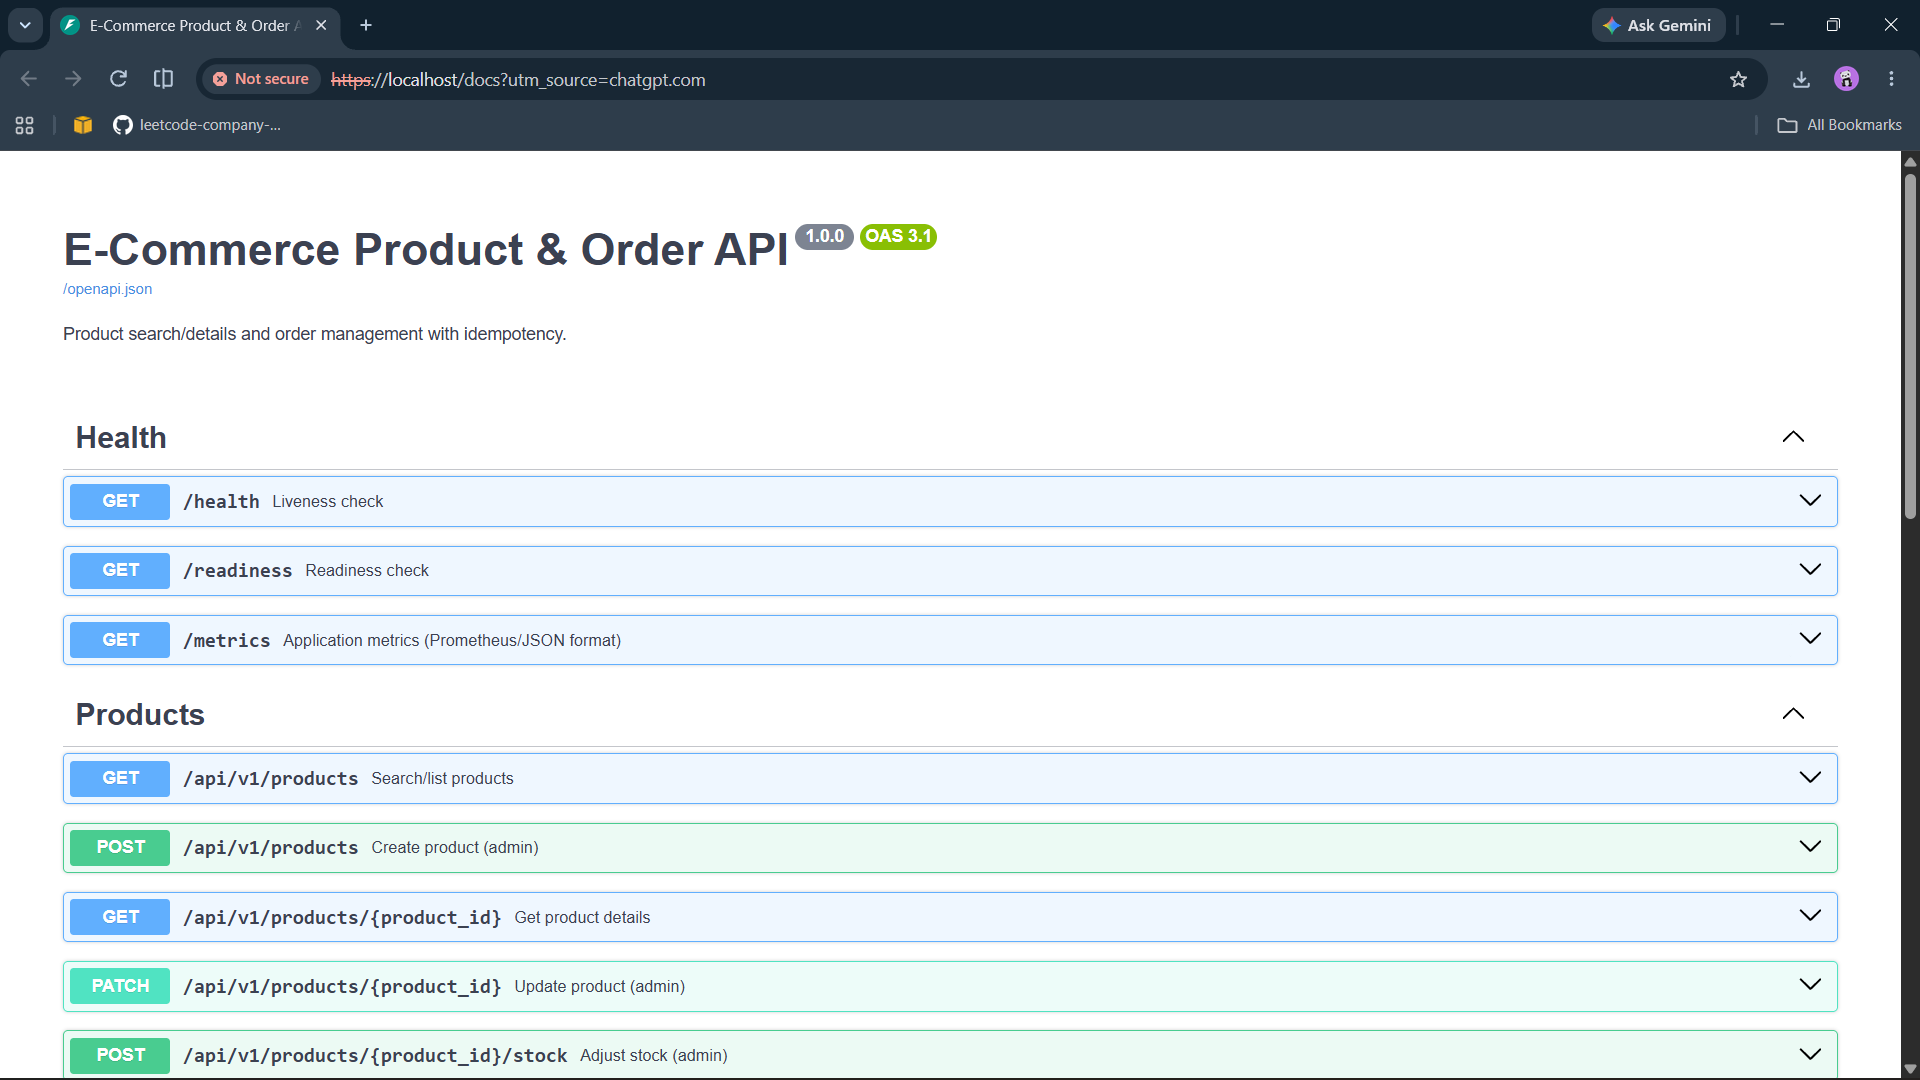 E-Commerce Product & Order A
Ask Gemini
Not secure https://localhost/docs?utm_source=chatgpt.com
leetcode-company-...
All Bookmarks
E-Commerce Product & Order API 1.0.0 OAS 3.1
/openapi.json
Product search/details and order management with idempotency.
Health
GET /health Liveness check
GET /readiness Readiness check
GET /metrics Application metrics (Prometheus/JSON format)
Products
GET /api/v1/products Search/list products
POST /api/v1/products Create product (admin)
GET /api/v1/products/{product_id} Get product details
PATCH /api/v1/products/{product_id} Update product (admin)
POST /api/v1/products/{product_id}/stock Adjust stock (admin)